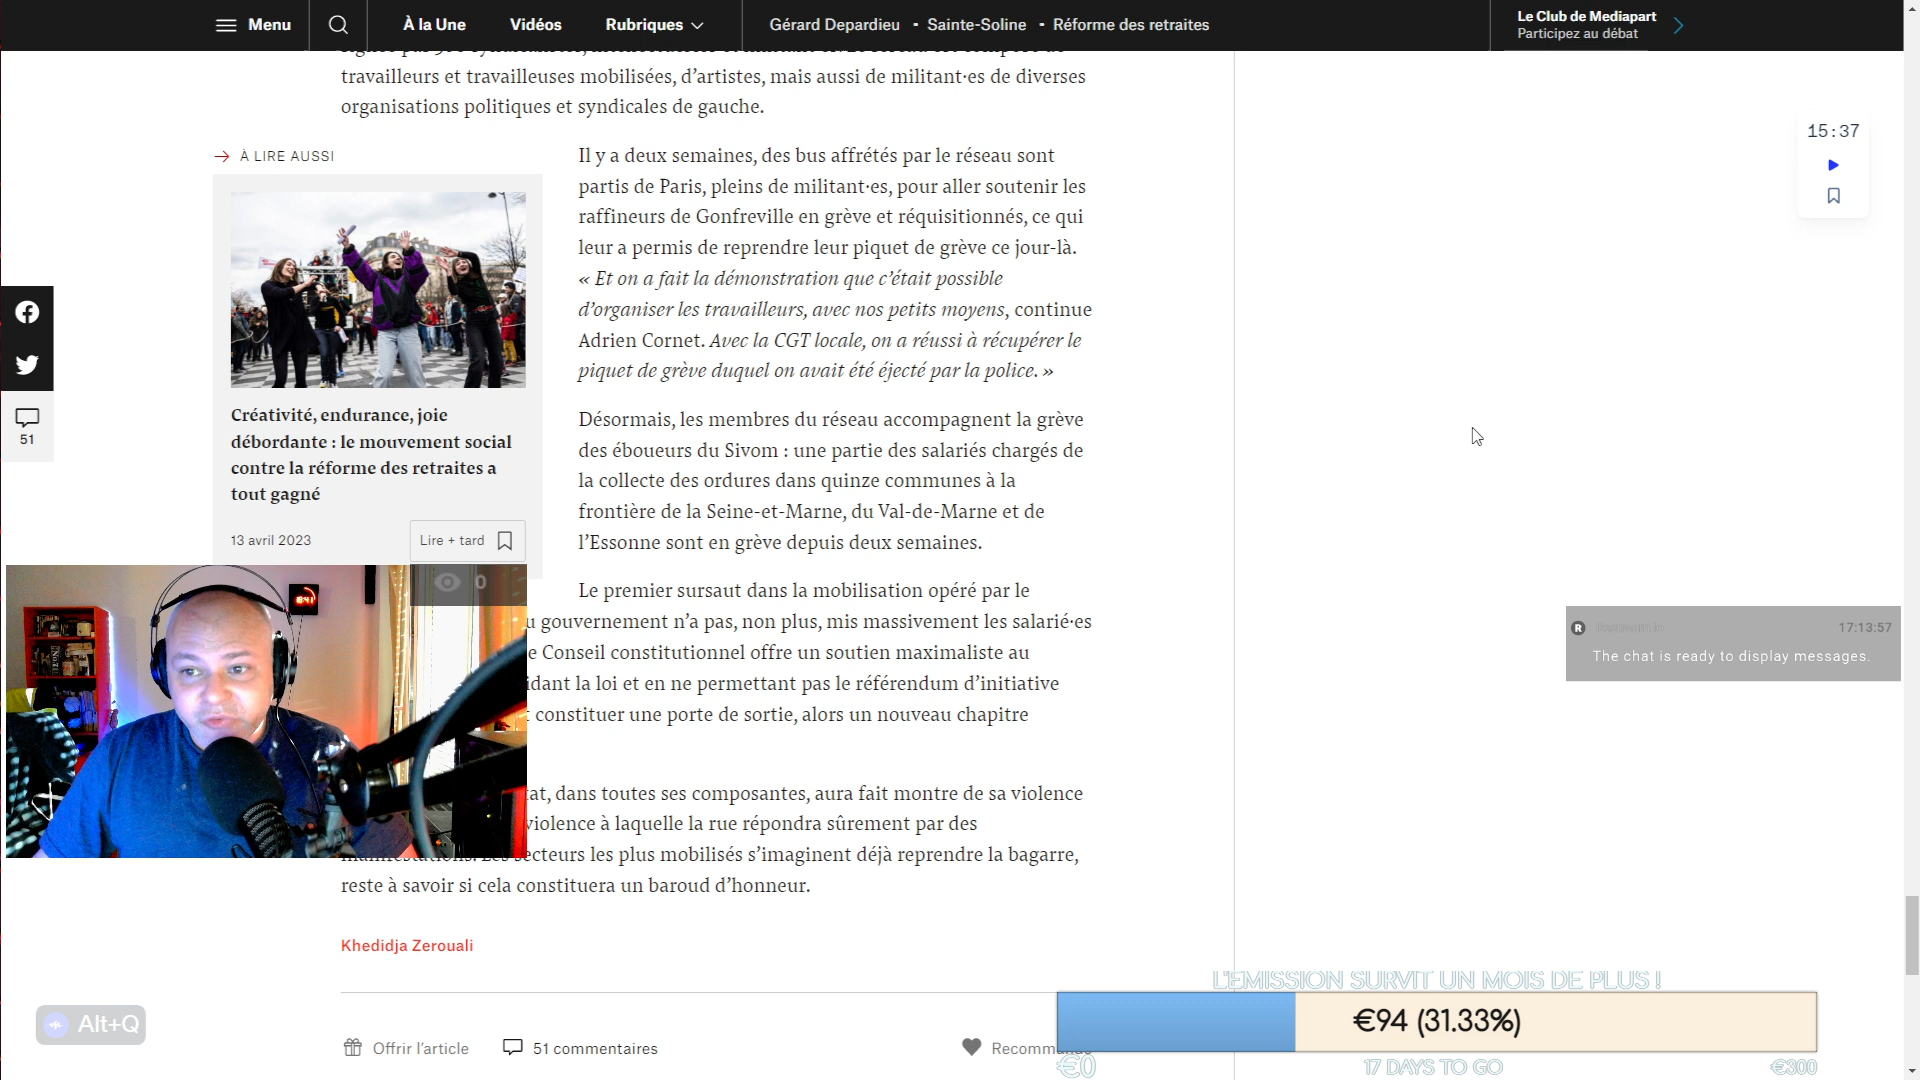 Menu
À la Une
Vidéos
Rubriques
Gérard Depardieu - Sainte-Soline - Réforme des retraites
Le Club de Mediapart
Participez au débat
travailleurs et travailleuses mobilisées, d’artistes, mais aussi de militant·es de diverses
organisations politiques et syndicales de gauche.
15:37
À LIRE AUSSI
Créativité, endurance, joie
débordante : le mouvement social
contre la réforme des retraites a
tout gagné
13 avril 2023
Lire + tard
Il y a deux semaines, des bus affrétés par le réseau sont
partis de Paris, pleins de militant·es, pour aller soutenir les
raffineurs de Gonfreville en grève et réquisitionnés, ce qui
leur a permis de reprendre leur piquet de grève ce jour-là.
« Et on a fait la démonstration que c’était possible
d’organiser les travailleurs, avec nos petits moyens, continue
Adrien Cornet. Avec la CGT locale, on a réussi à récupérer le
piquet de grève duquel on avait été éjecté par la police. »
Désormais, les membres du réseau accompagnent la grève
des éboueurs du Sivom : une partie des salariés chargés de
la collecte des ordures dans quinze communes à la
frontière de la Seine-et-Marne, du Val-de-Marne et de
l’Essonne sont en grève depuis deux semaines.
Le premier sursaut dans la mobilisation opéré par le
gouvernement n’a pas, non plus, mis massivement les salarié·es
Conseil constitutionnel offre un soutien maximaliste au
la loi et en ne permettant pas le référendum d’initiative
constituer une porte de sortie, alors un nouveau chapitre
dans toutes ses composantes, aura fait montre de sa violence
violence à laquelle la rue répondra sûrement par des
secteurs les plus mobilisés s’imaginent déjà reprendre la bagarre,
reste à savoir si cela constituera un baroud d’honneur.
Khedidja Zerouali
51
0
17:13:57
The chat is ready to display messages.
L'EMISSION SURVIT UN MOIS DE PLUS !
€94 (31.33%)
€0
17 DAYS TO GO
€300
Alt+Q
Offrir l’article
51 commentaires